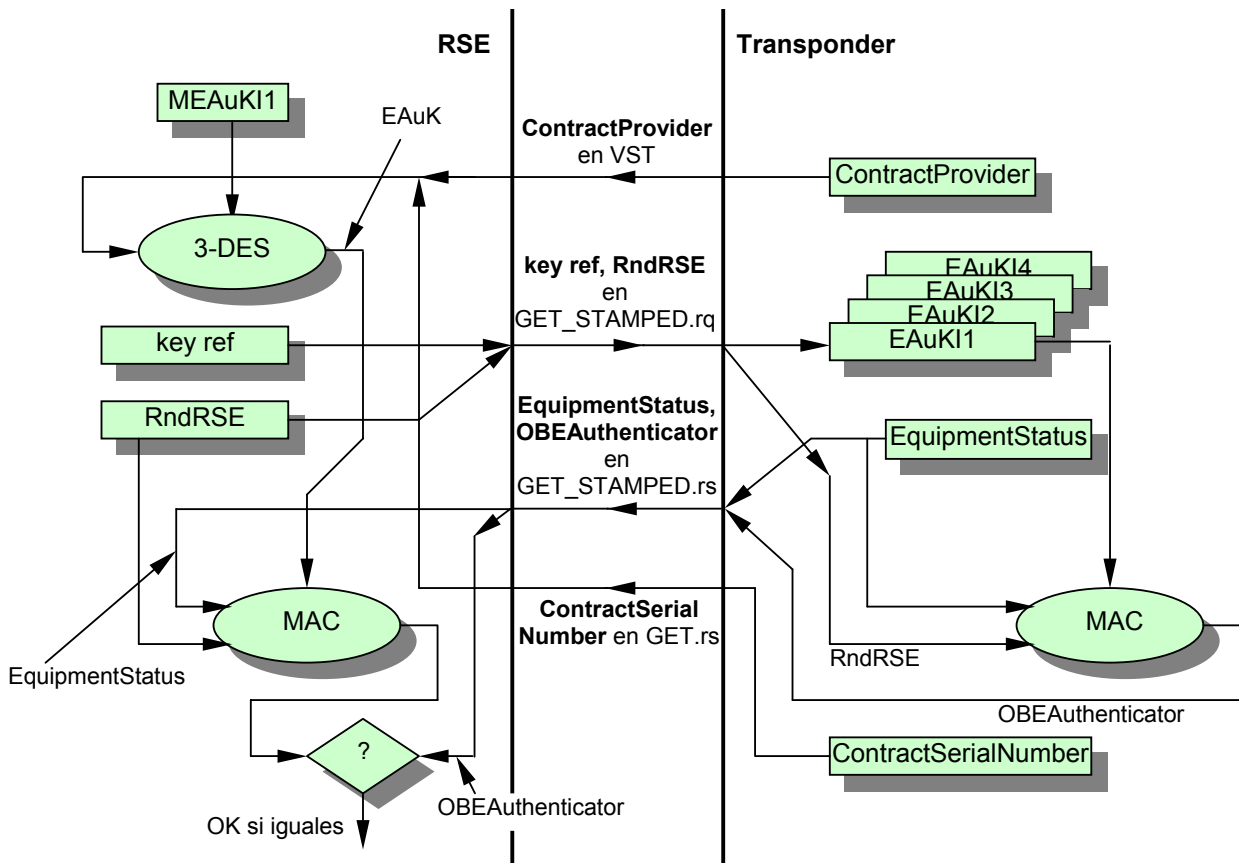 RSE
Transponder
MEAuKI1
EAuK
ContractProvider
en VST
ContractProvider
3-DES
key ref, RndRSE
en
GET_STAMPED.rq
EAuKI4
EAuKI3
EAuKI2
EAuKI1
key ref
RndRSE
EquipmentStatus,
OBEAuthenticator
en
GET_STAMPED.rs
EquipmentStatus
MAC
ContractSerial
Number en GET.rs
MAC
RndRSE
EquipmentStatus
OBEAuthenticator
?
ContractSerialNumber
OBEAuthenticator
OK si iguales